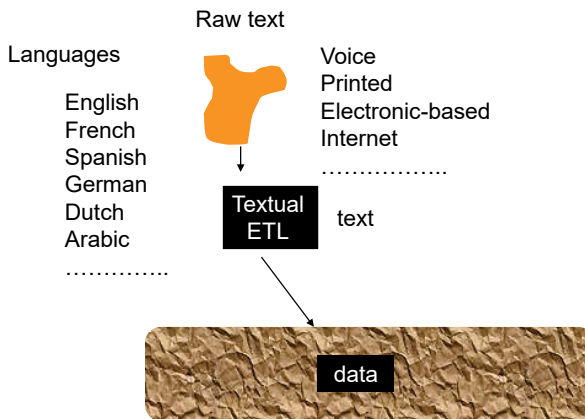 Raw text
Languages
English
French
Spanish
German
Dutch
Arabic
…………..
Voice
Printed
Electronic-based
Internet
……………..
Textual
ETL
text
data